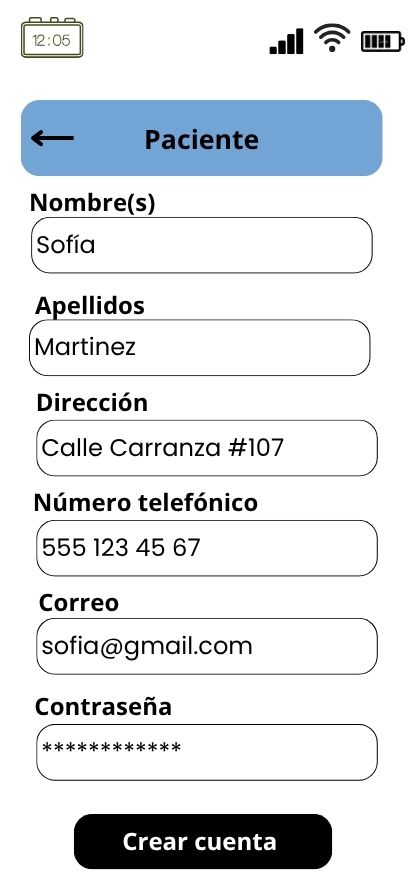 12:05
Paciente
Nombre(s)
Sofía
Apellidos
Martinez
Dirección
Calle Carranza #107
Número telefónico
555 123 45 67
Correo
sofia@gmail.com
Contraseña
************
Crear cuenta